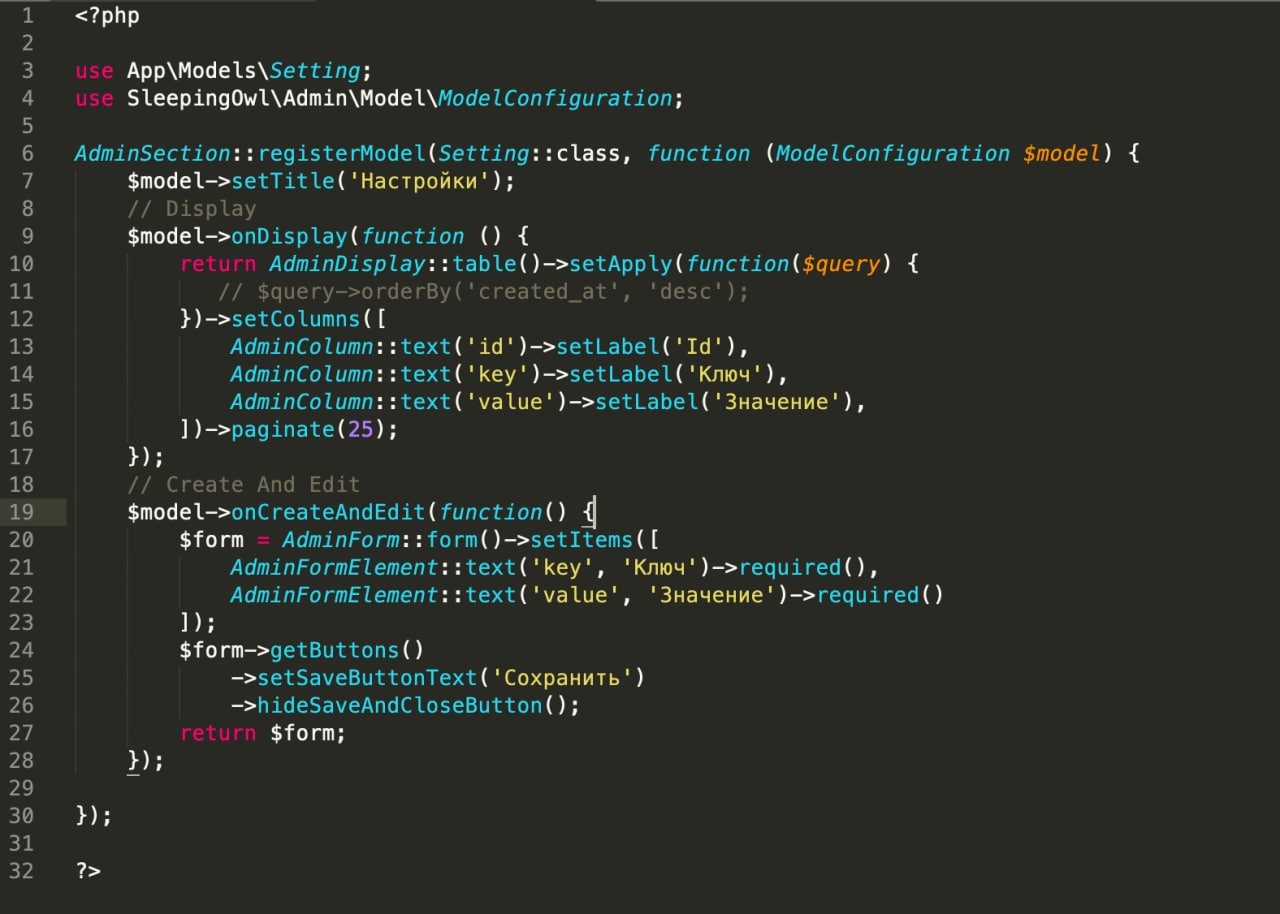 1 <?php
2
3 use App\Models\Setting;
4 use SleepingOwl\Admin\Model\ModelConfiguration;
5
6 AdminSection::registerModel(Setting::class, function (ModelConfiguration $model) {
7     $model->setTitle('Настройки');
8     // Display
9     $model->onDisplay(function () {
10         return AdminDisplay::table()->setApply(function($query) {
11            // $query->orderBy('created_at', 'desc');
12         })->setColumns([
13             AdminColumn::text('id')->setLabel('Id'),
14             AdminColumn::text('key')->setLabel('Ключ'),
15             AdminColumn::text('value')->setLabel('Значение'),
16         ])->paginate(25);
17     });
18     // Create And Edit
19     $model->onCreateAndEdit(function() {
20         $form = AdminForm::form()->setItems([
21             AdminFormElement::text('key', 'Ключ')->required(),
22             AdminFormElement::text('value', 'Значение')->required()
23         ]);
24         $form->getButtons()
25             ->setSaveButtonText('Сохранить')
26             ->hideSaveAndCloseButton();
27         return $form;
28     });
29
30 });
31
32 ?>